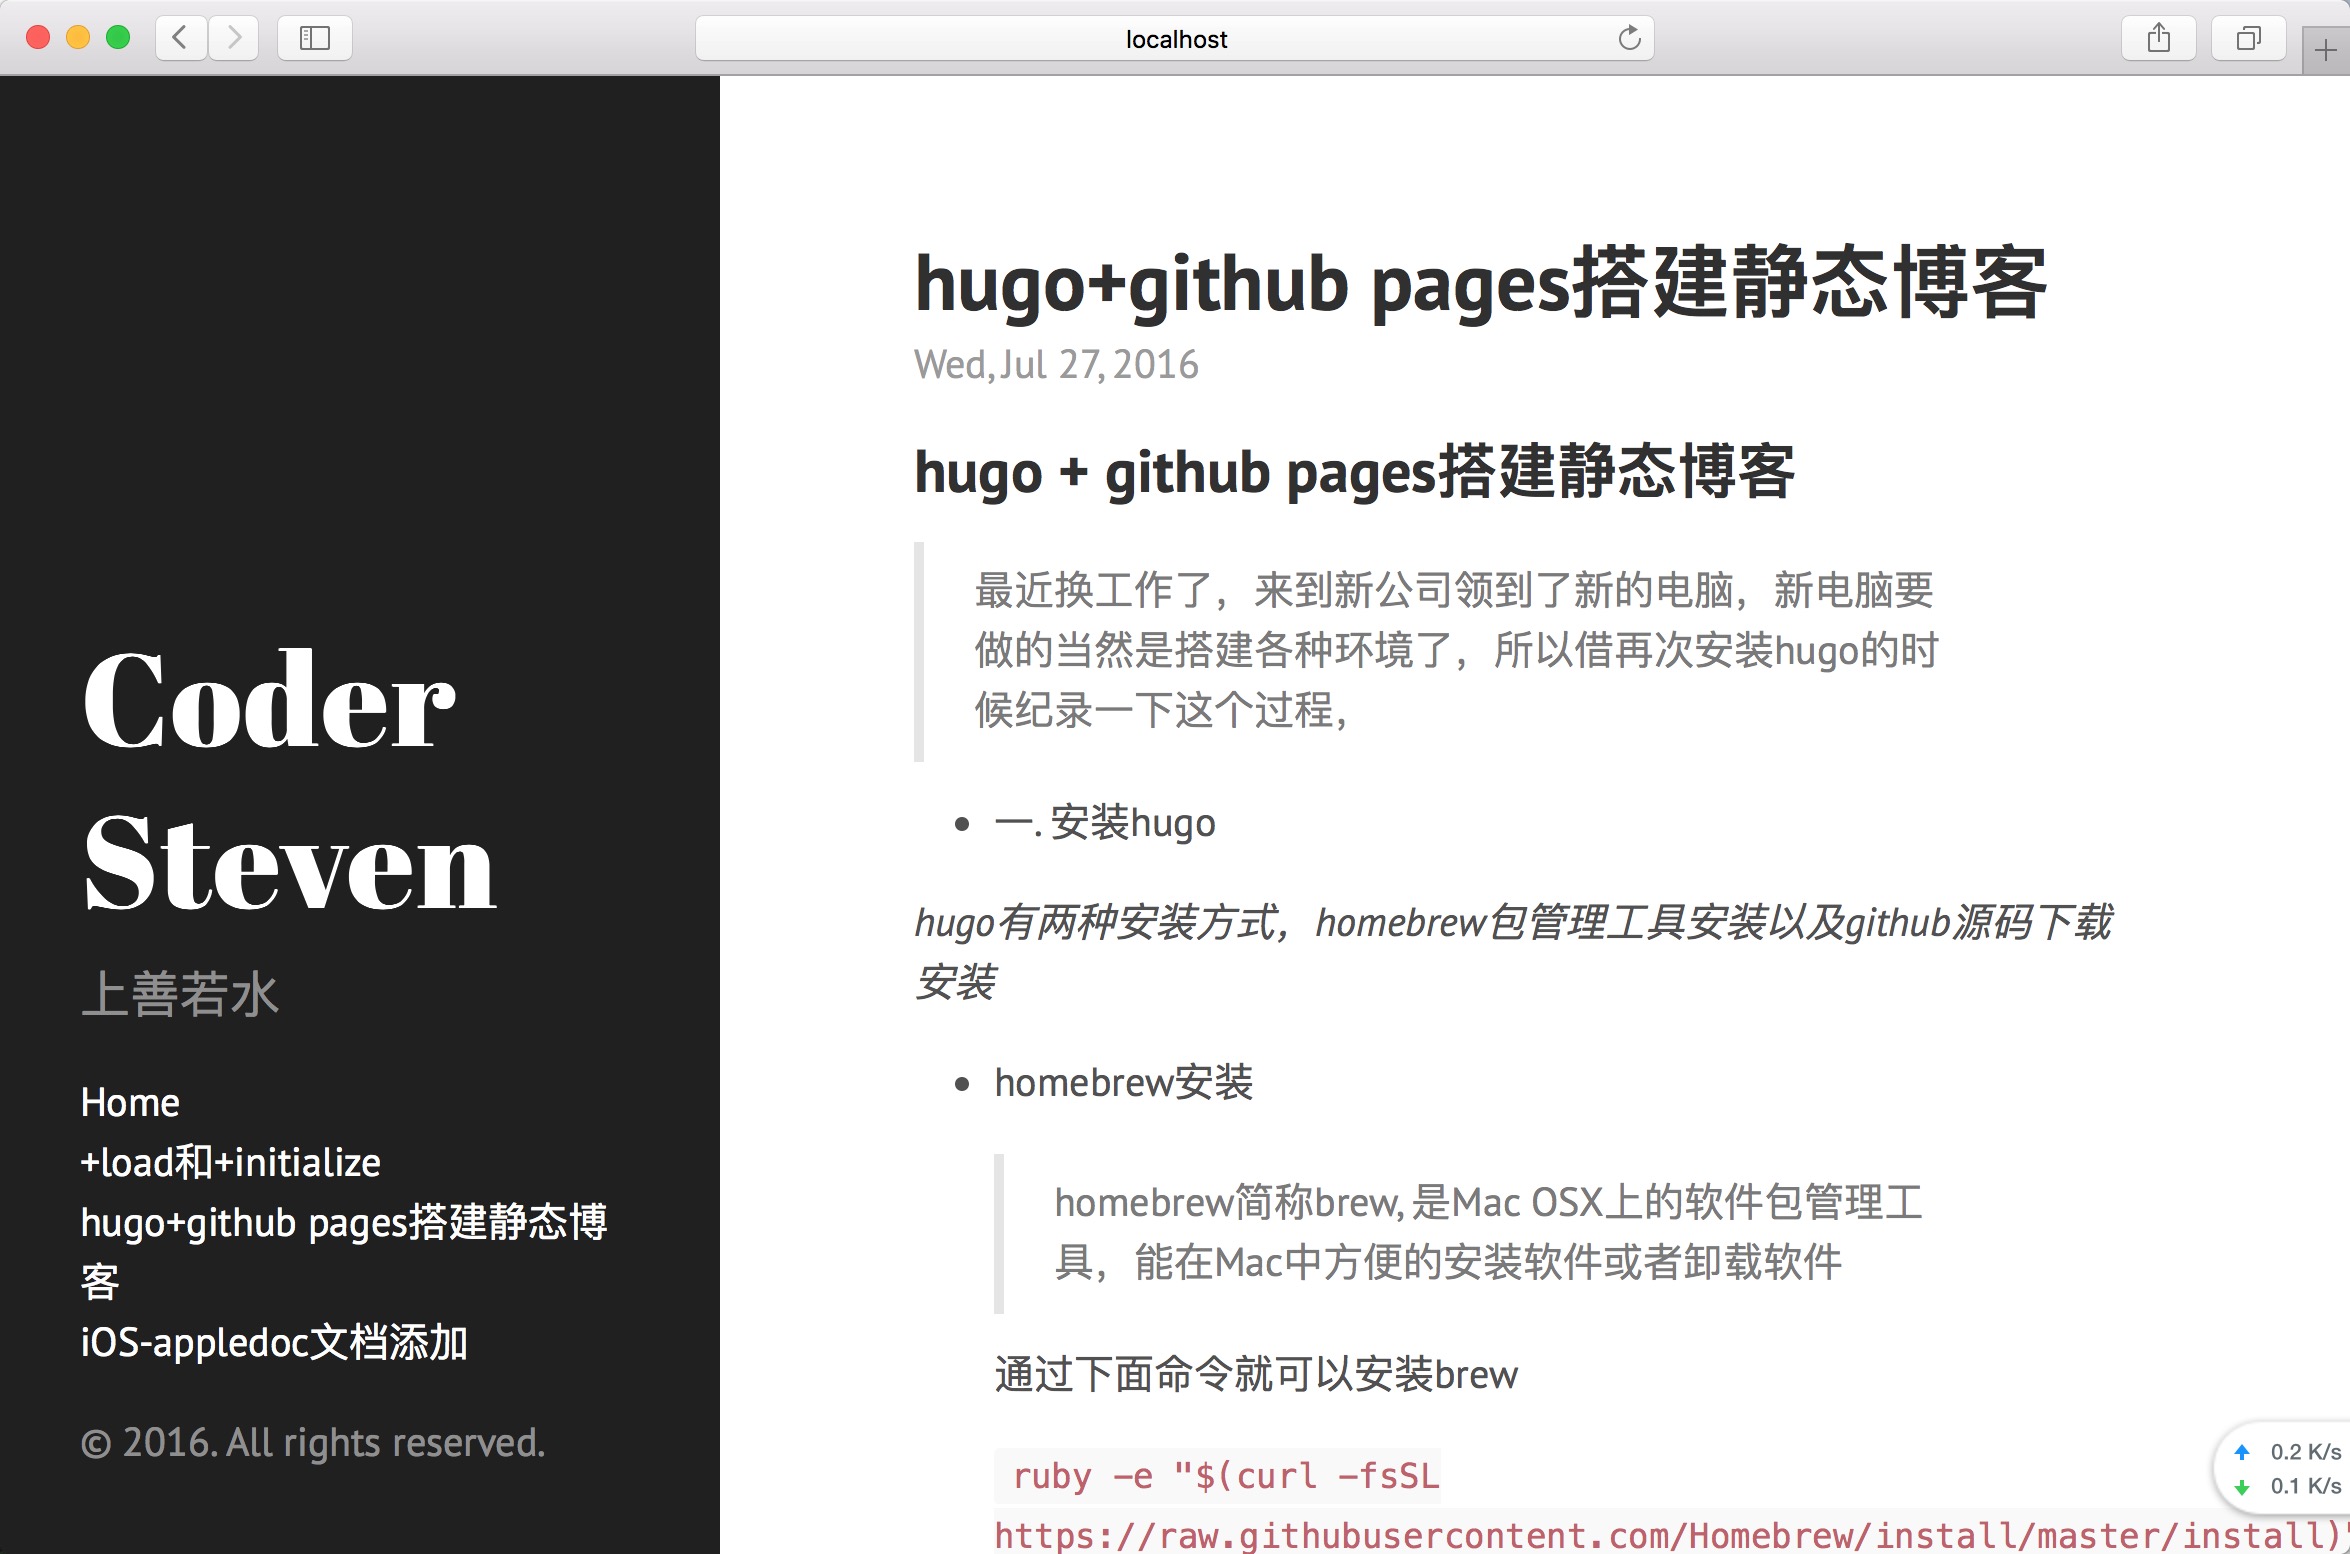 localhost
Coder
Steven
上善若水
Home
+load和+initialize
hugo+github pages搭建静态博
客
iOS-appledoc文档添加
© 2016. All rights reserved.
hugo+github pages搭建静态博客
Wed, Jul 27, 2016
hugo + github pages搭建静态博客
最近换工作了，来到新公司领到了新的电脑，新电脑要
做的当然是搭建各种环境了，所以借再次安装hugo的时
候纪录一下这个过程，
• 一. 安装hugo
hugo有两种安装方式，homebrew包管理工具安装以及github源码下载
安装
• homebrew安装
homebrew简称brew, 是Mac OSX上的软件包管理工
具，能在Mac中方便的安装软件或者卸载软件
通过下面命令就可以安装brew
ruby -e "$(curl -fsSL
https://raw.githubusercontent.com/Homebrew/install/master/install)"
0.2 K/s
0.1 K/s